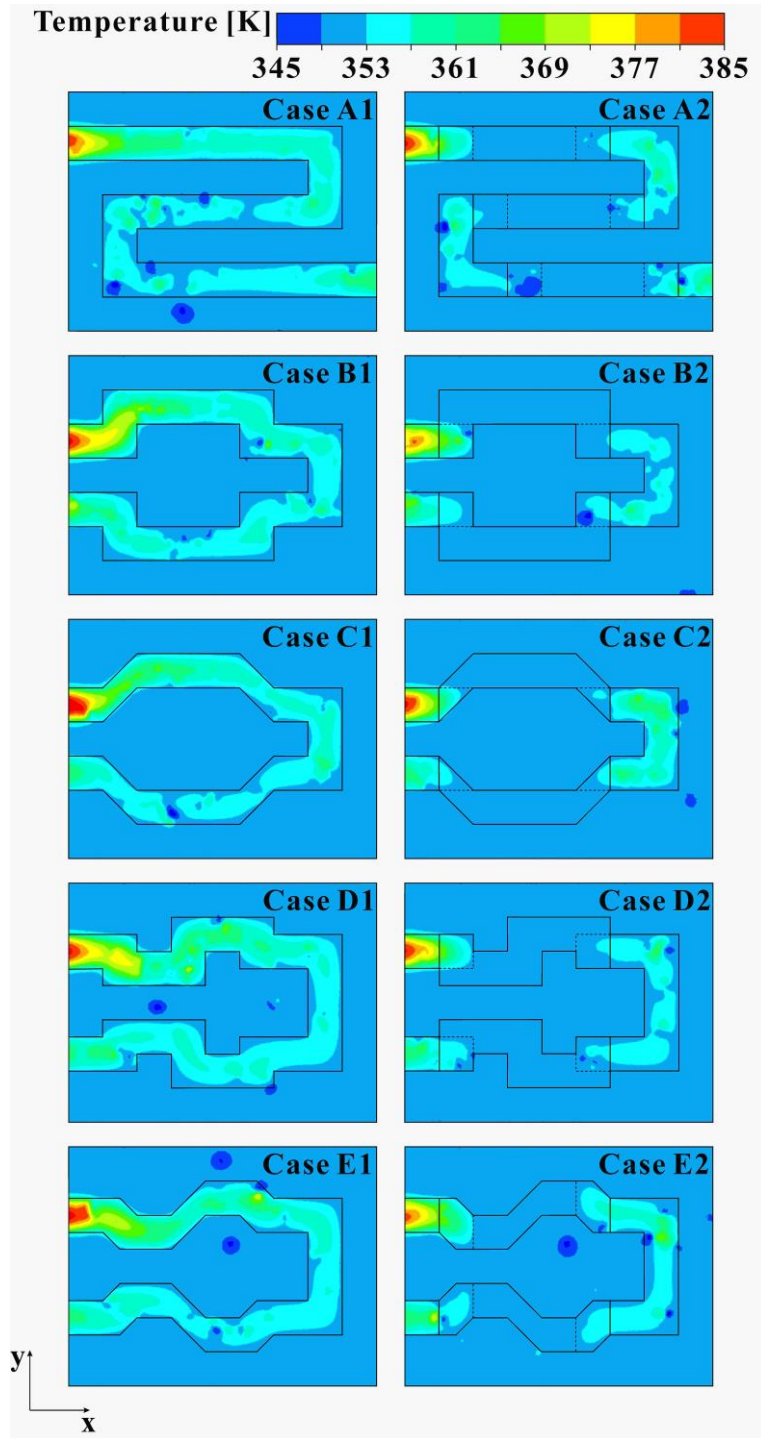 Temperature [K]
345 353 361 369 377 385
Case A1 Case A2
Case B1 Case B2
Case C1 Case C2
Case D1 Case D2
Case E1 Case E2
y
x